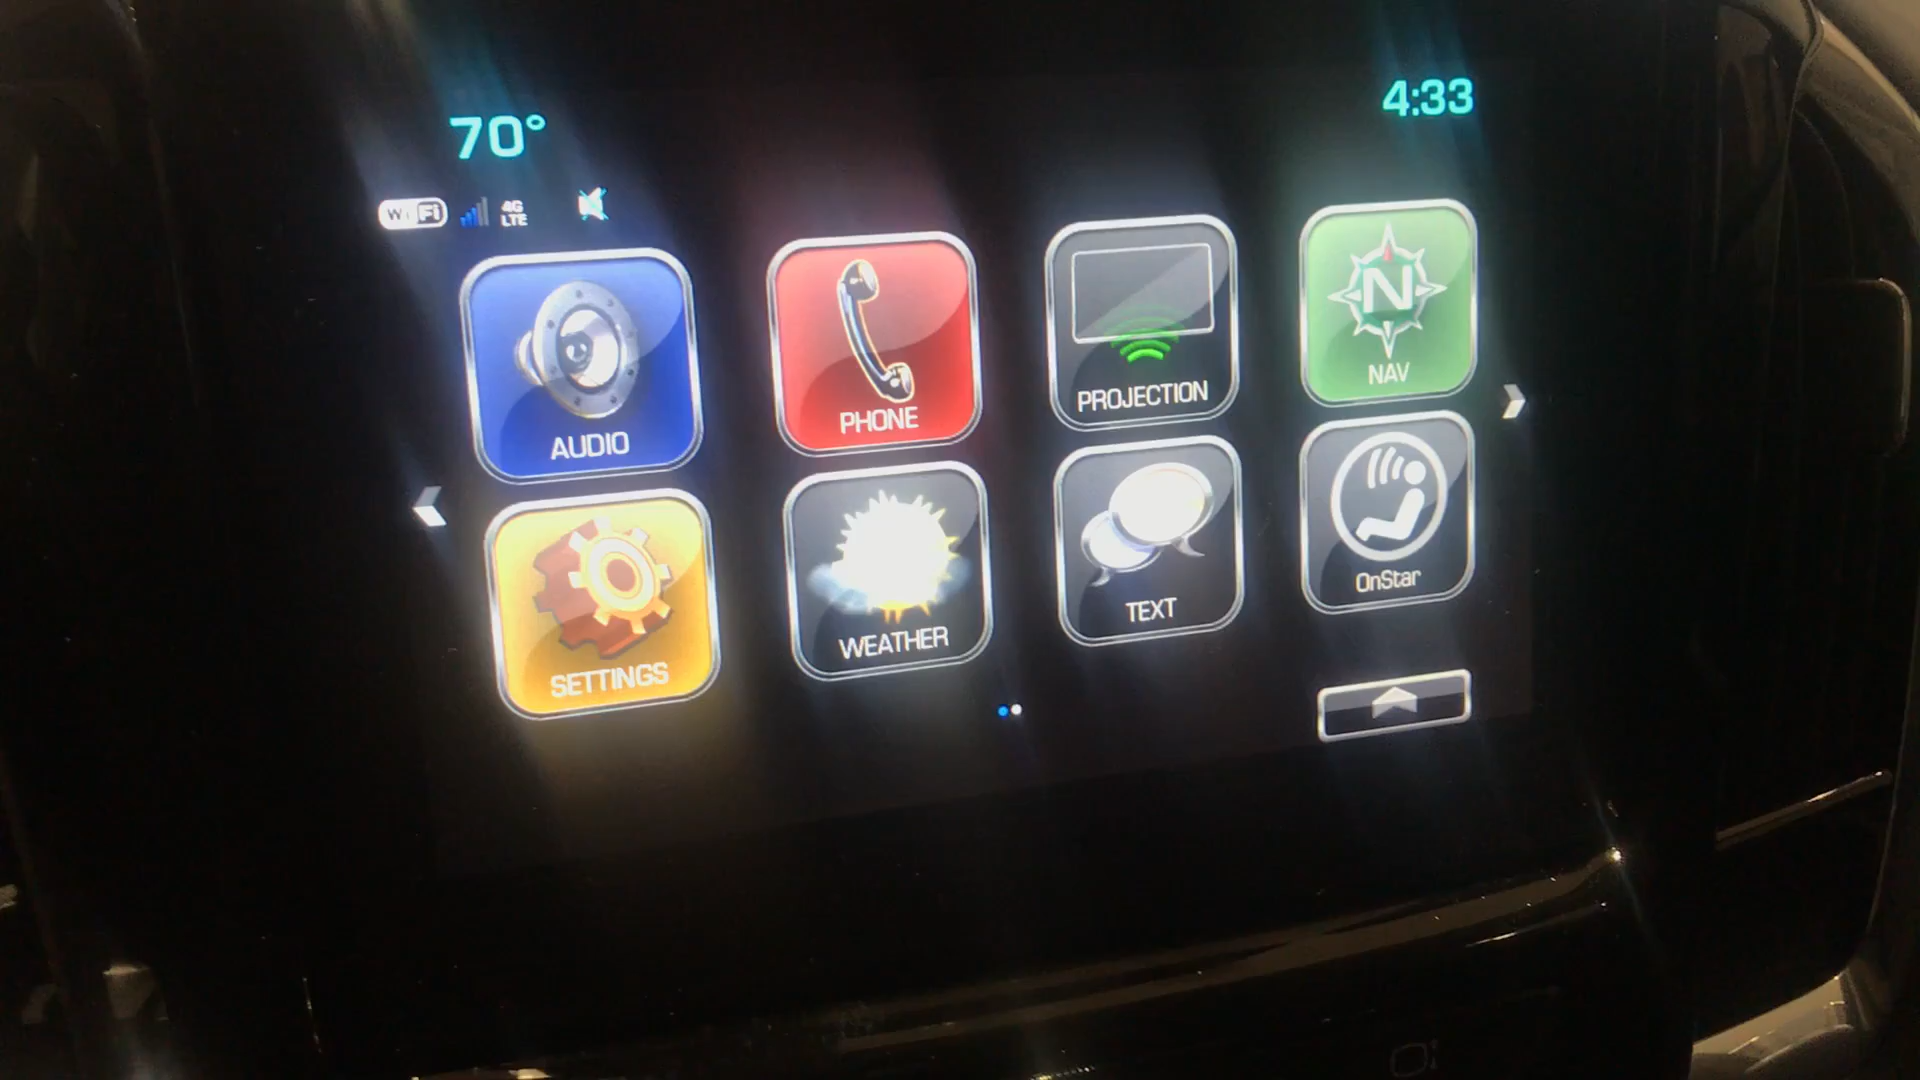 70°
4:33
WiFi
4G
LTE
AUDIO
PHONE
PROJECTION
N
NAV
SETTINGS
WEATHER
TEXT
OnStar